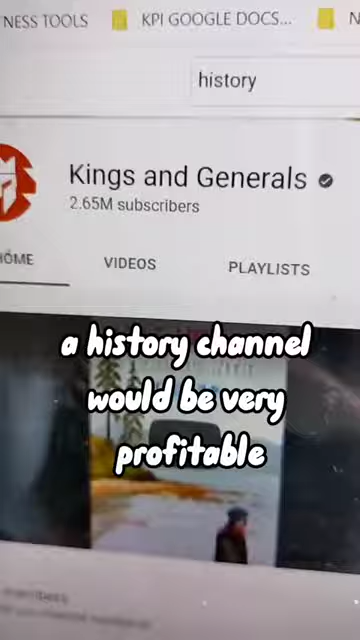 NESS TOOLS KPI GOOGLE DOCS... N
history
Kings and Generals
2.65M subscribers
HOME VIDEOS PLAYLISTS
a history channel
would be very
profitable